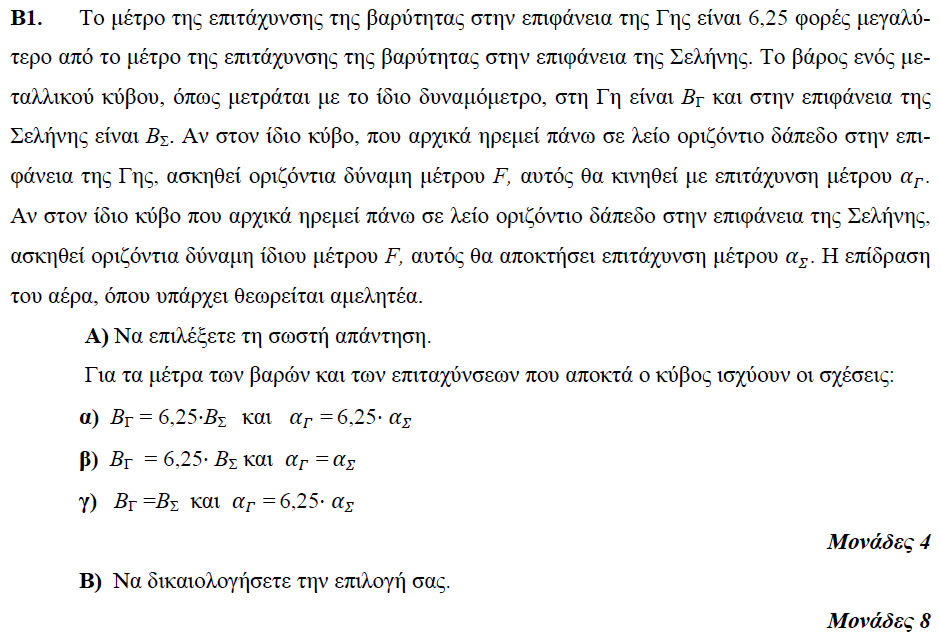 Β1. Το μέτρο της επιτάχυνσης της βαρύτητας στην επιφάνεια της Γης είναι 6,25 φορές μεγαλύ-
τερο από το μέτρο της επιτάχυνσης της βαρύτητας στην επιφάνεια της Σελήνης. Το βάρος ενός με-
ταλλικού κύβου, όπως μετράται με το ίδιο δυναμόμετρο, στη Γη είναι B_Γ και στην επιφάνεια της
Σελήνης είναι B_Σ. Αν στον ίδιο κύβο, που αρχικά ηρεμεί πάνω σε λείο οριζόντιο δάπεδο στην επι-
φάνεια της Γης, ασκηθεί οριζόντια δύναμη μέτρου F, αυτός θα κινηθεί με επιτάχυνση μέτρου α_Γ.
Αν στον ίδιο κύβο που αρχικά ηρεμεί πάνω σε λείο οριζόντιο δάπεδο στην επιφάνεια της Σελήνης,
ασκηθεί οριζόντια δύναμη ίδιου μέτρου F, αυτός θα αποκτήσει επιτάχυνση μέτρου α_Σ. Η επίδραση
του αέρα, όπου υπάρχει θεωρείται αμελητέα.
Α) Να επιλέξετε τη σωστή απάντηση.
Για τα μέτρα των βαρών και των επιταχύνσεων που αποκτά ο κύβος ισχύουν οι σχέσεις:
α) B_Γ = 6,25·B_Σ και α_Γ = 6,25· α_Σ
β) B_Γ = 6,25· B_Σ και α_Γ = α_Σ
γ) B_Γ =B_Σ και α_Γ = 6,25· α_Σ
Μονάδες 4
Β) Να δικαιολογήσετε την επιλογή σας.
Μονάδες 8